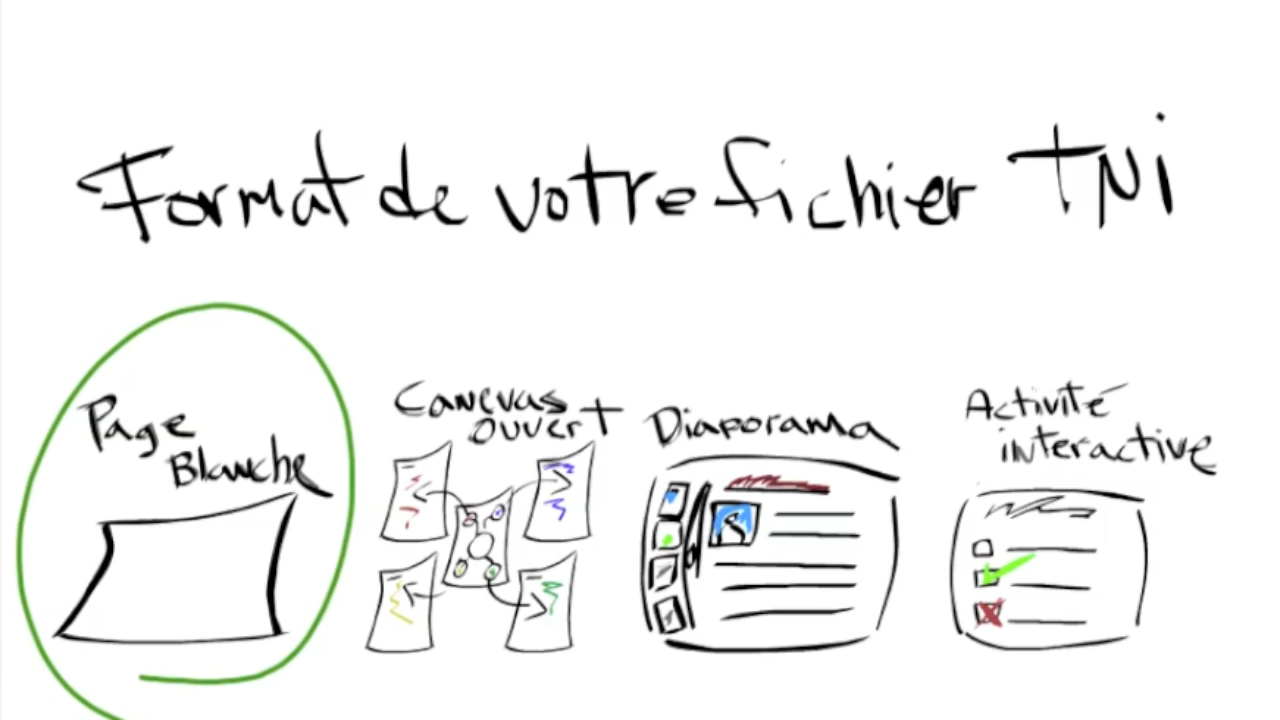 Format de votre fichier TNi
Page
Blanche
Canevas
ouvert
Diaporama
Activité
interactive